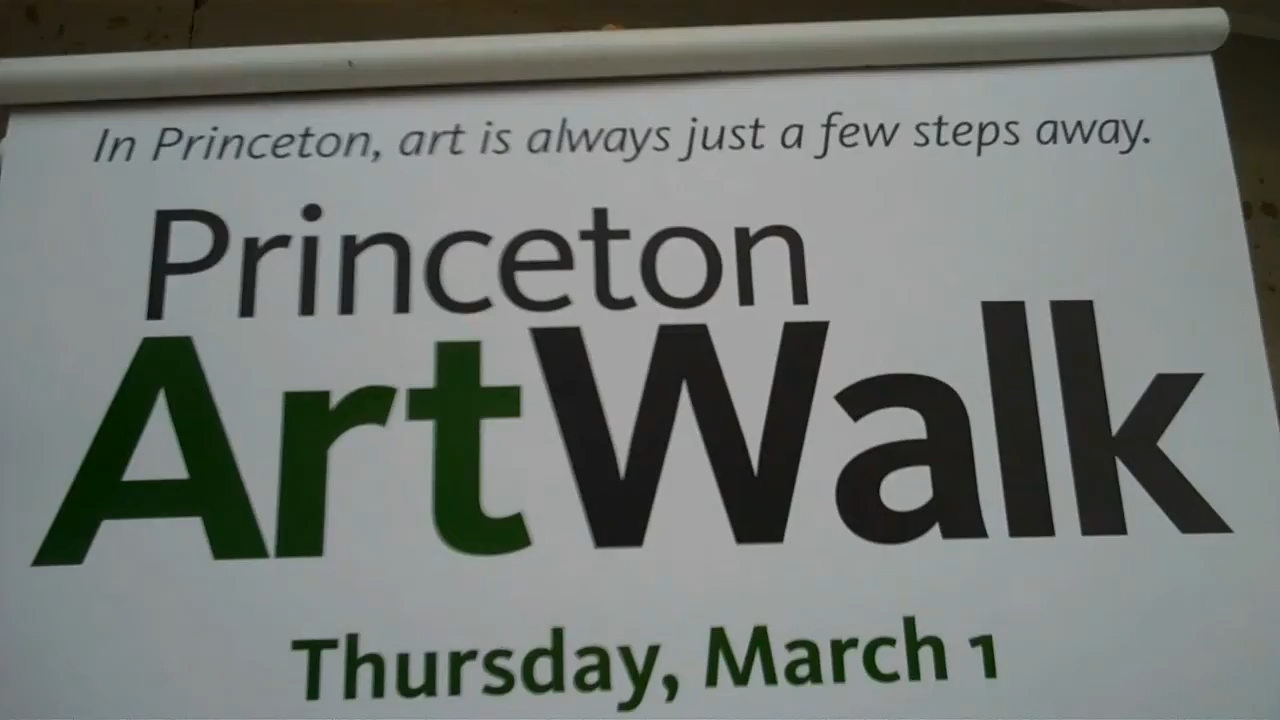 In Princeton, art is always just a few steps away.
Princeton
ArtWalk
Thursday, March 1